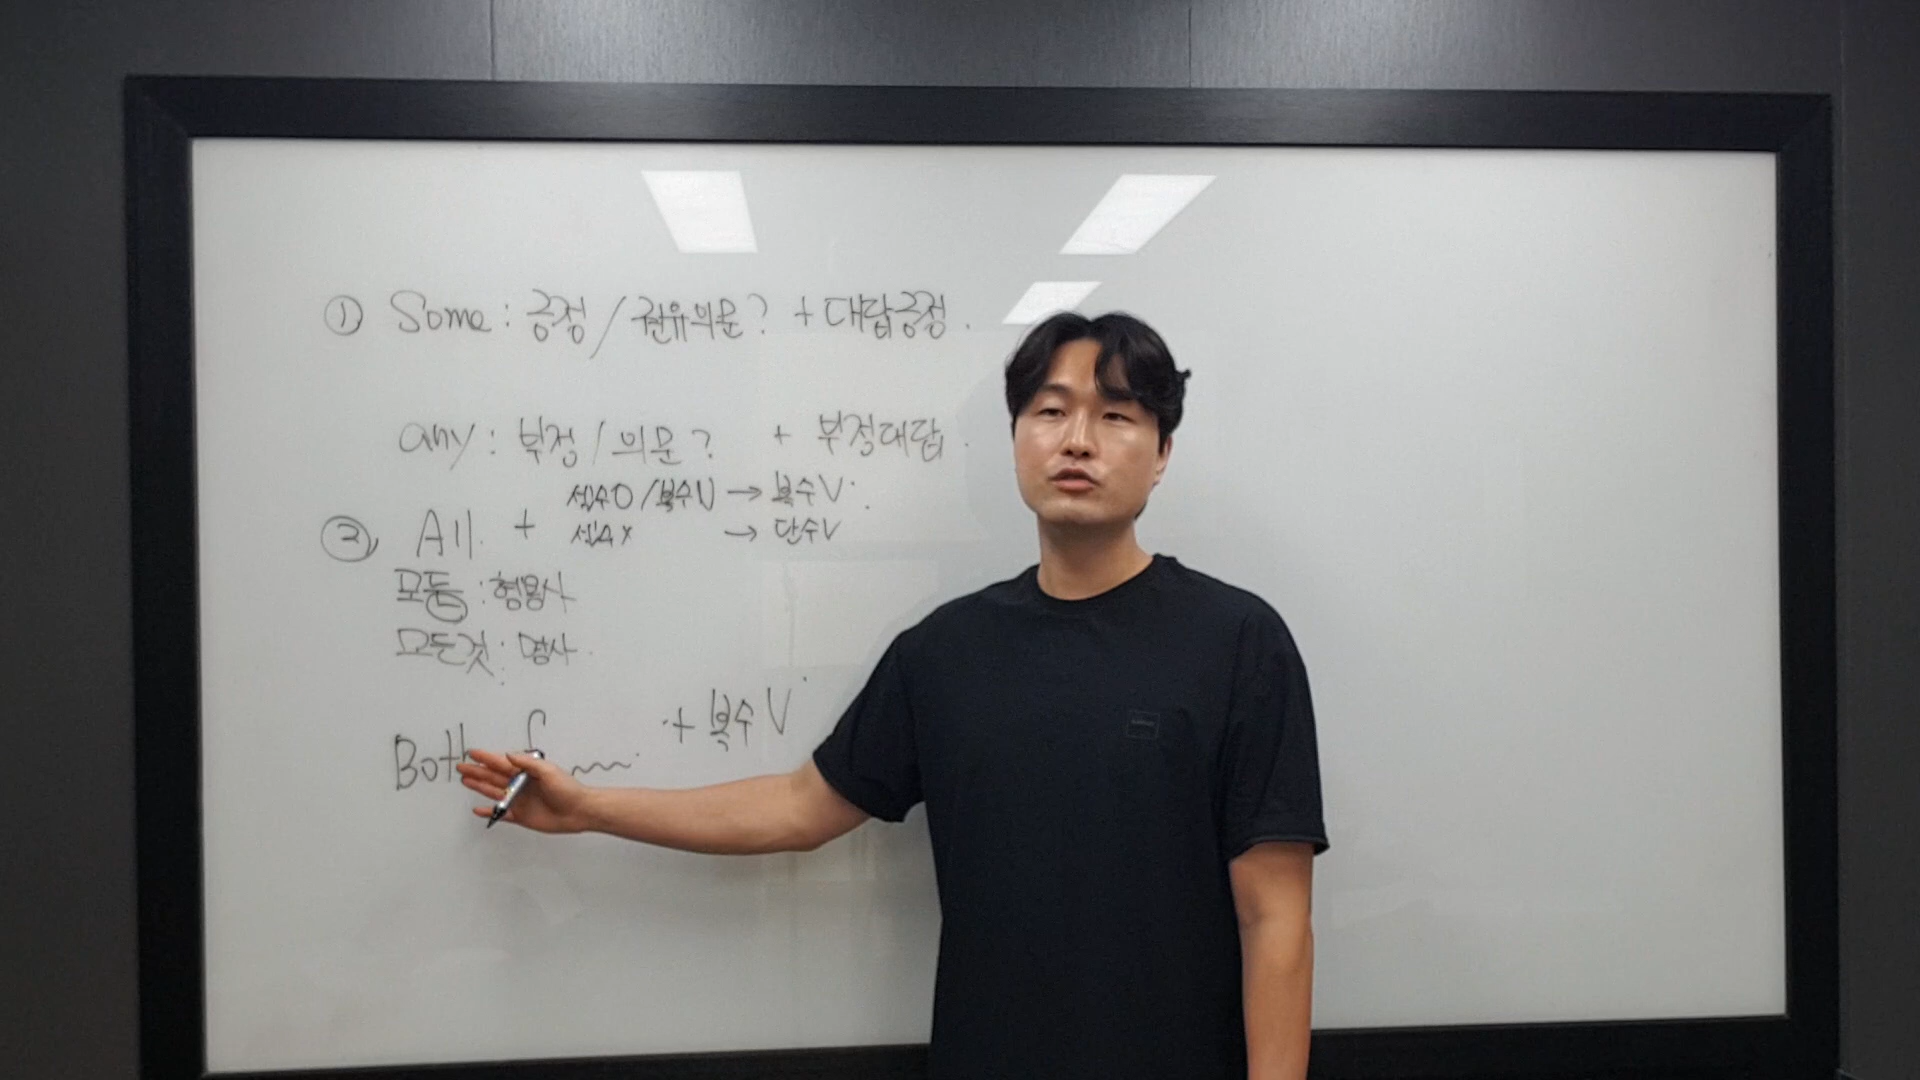 ① Some : 긍정 / 권유의문? + 대답긍정.
any : 부정 / 의문? + 부정대답.
셀수O / 복수V → 복수V.
② All. + 셀수X → 단수V
모든 : 형용사
모든것 : 명사.
Both + 복수V